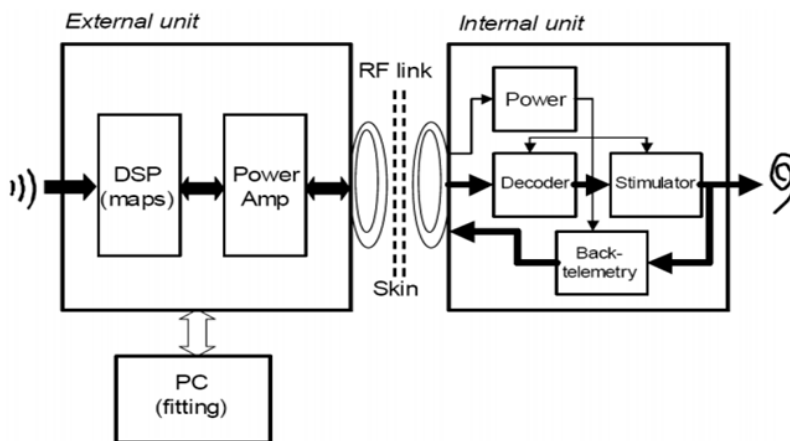 External unit
Internal unit
RF link
DSP
(maps)
Power
Amp
Skin
Power
Decoder
Stimulator
Back-
telemetry
PC
(fitting)